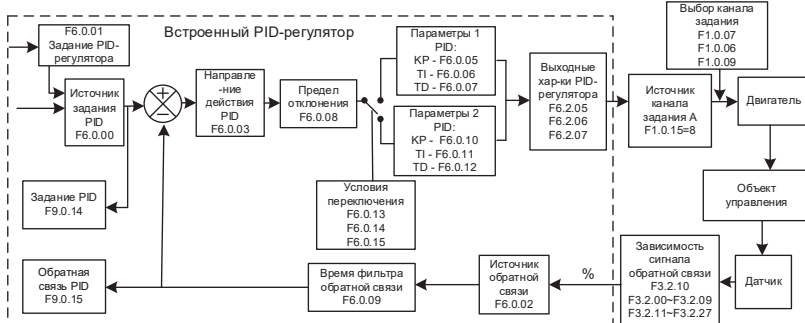 F6.0.01
Задание PID-
регулятора
Встроенный PID-регулятор
Источник
задания
PID
F6.0.00
+
−
Направле
-ние
действия
PID
F6.0.03
Предел
отклонения
F6.0.08
Параметры 1
PID:
KP - F6.0.05
TI - F6.0.06
TD - F6.0.07
Параметры 2
PID:
KP - F6.0.10
TI - F6.0.11
TD - F6.0.12
Выходные
хар-ки PID-
регулятора
F6.2.05
F6.2.06
F6.2.07
Выбор канала
задания
F1.0.07
F1.0.06
F1.0.09
Источник
канала
задания А
F1.0.15=8
Двигатель
Задание PID
F9.0.14
Условия
переключения
F6.0.13
F6.0.14
F6.0.15
Объект
управления
Обратная
связь PID
F9.0.15
Время фильтра
обратной связи
F6.0.09
Источник
обратной
связи
F6.0.02
%
Зависимость
сигнала
обратной связи
F3.2.10
F3.2.00~F3.2.09
F3.2.11~F3.2.27
Датчик